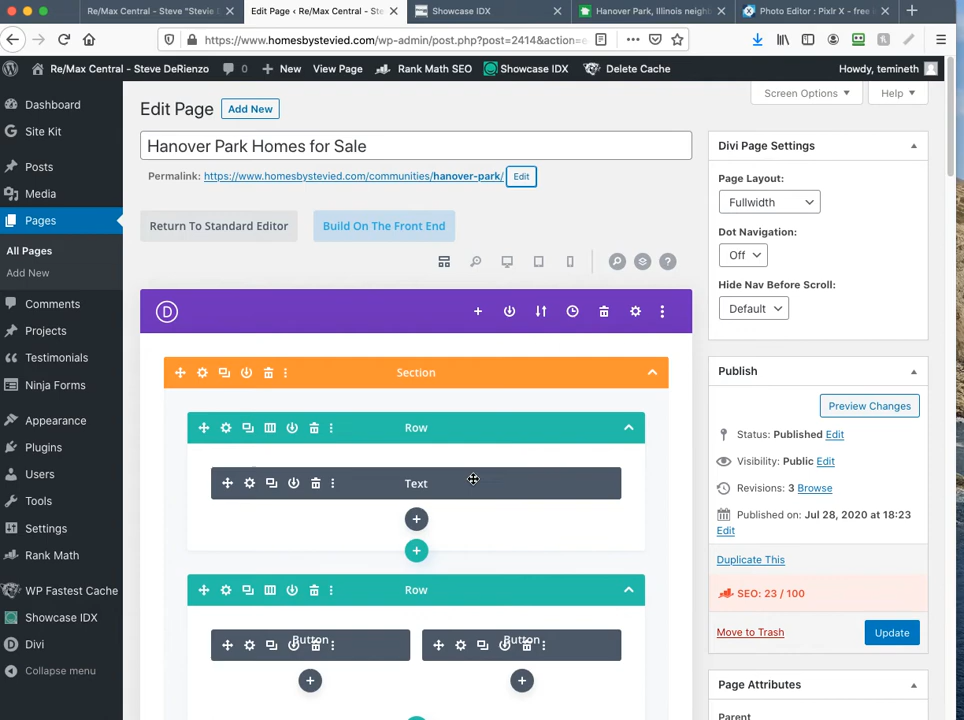 Re/Max Central - Steve "Stevie D
Edit Page ‹ Re/Max Central - Ste
Showcase IDX
Hanover Park, Illinois neighb
Photo Editor : Pixlr X - free i
https://www.homesbystevied.com/wp-admin/post.php?post=2414&action=e
Re/Max Central - Steve DeRienzo
0
New
View Page
Rank Math SEO
Showcase IDX
Delete Cache
Howdy, temineth
Dashboard
Site Kit
Posts
Media
Pages
All Pages
Add New
Comments
Projects
Testimonials
Ninja Forms
Appearance
Plugins
Users
Tools
Settings
Rank Math
WP Fastest Cache
Showcase IDX
Divi
Collapse menu
Screen Options
Help
Edit Page
Add New
Hanover Park Homes for Sale
Permalink: https://www.homesbystevied.com/communities/hanover-park/
Edit
Return To Standard Editor
Build On The Front End
?
D
Section
Row
Text
Row
Button
Button
Divi Page Settings
Page Layout:
Fullwidth
Dot Navigation:
Off
Hide Nav Before Scroll:
Default
Publish
Preview Changes
Status: Published Edit
Visibility: Public Edit
Revisions: 3 Browse
Published on: Jul 28, 2020 at 18:23
Edit
Duplicate This
SEO: 23 / 100
Move to Trash
Update
Page Attributes
Parent